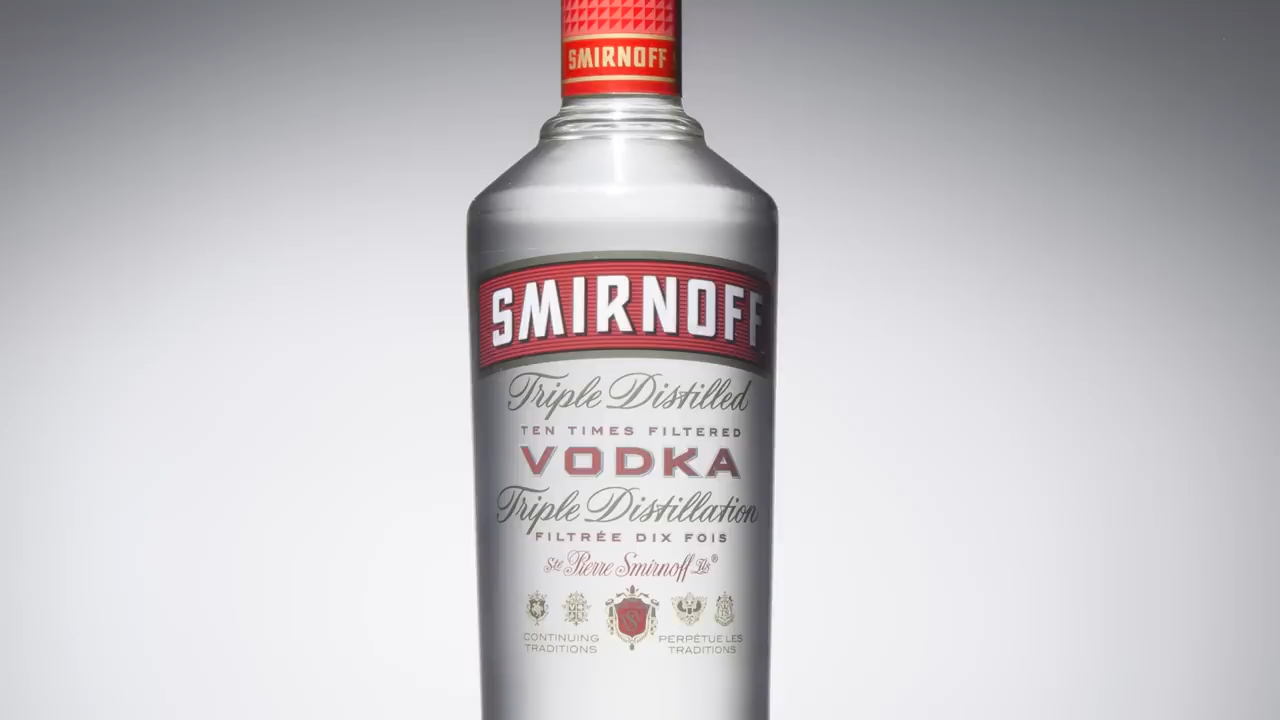 SMIRNOFF
SMIRNOFF
Triple Distilled
TEN TIMES FILTERED
VODKA
Triple Distillation
FILTRÉE DIX FOIS
Ste Pierre Smirnoff Fls®
CONTINUING TRADITIONS
PERPÉTUE LES TRADITIONS